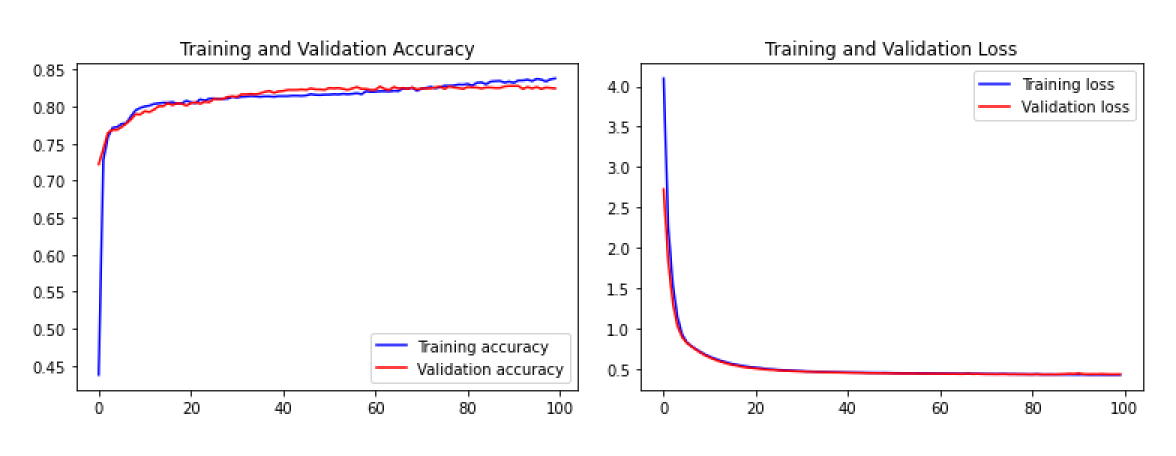 Training and Validation Accuracy
0.85
0.80
0.75
0.70
0.65
0.60
0.55
0.50
0.45
Training accuracy
Validation accuracy
0 20 40 60 80 100
Training and Validation Loss
4.0
3.5
3.0
2.5
2.0
1.5
1.0
0.5
Training loss
Validation loss
0 20 40 60 80 100